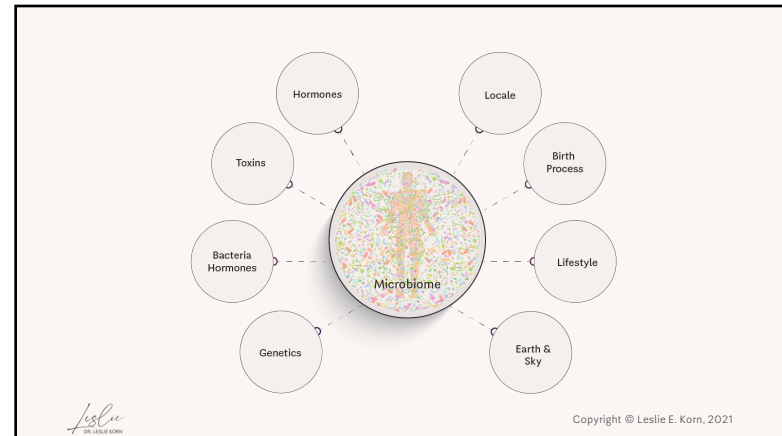 Hormones
Locale
Toxins
Birth
Process
Bacteria
Hormones
Lifestyle
Microbiome
Genetics
Earth &
Sky
Leslie
DR. LESLIE KORN
Copyright © Leslie E. Korn, 2021